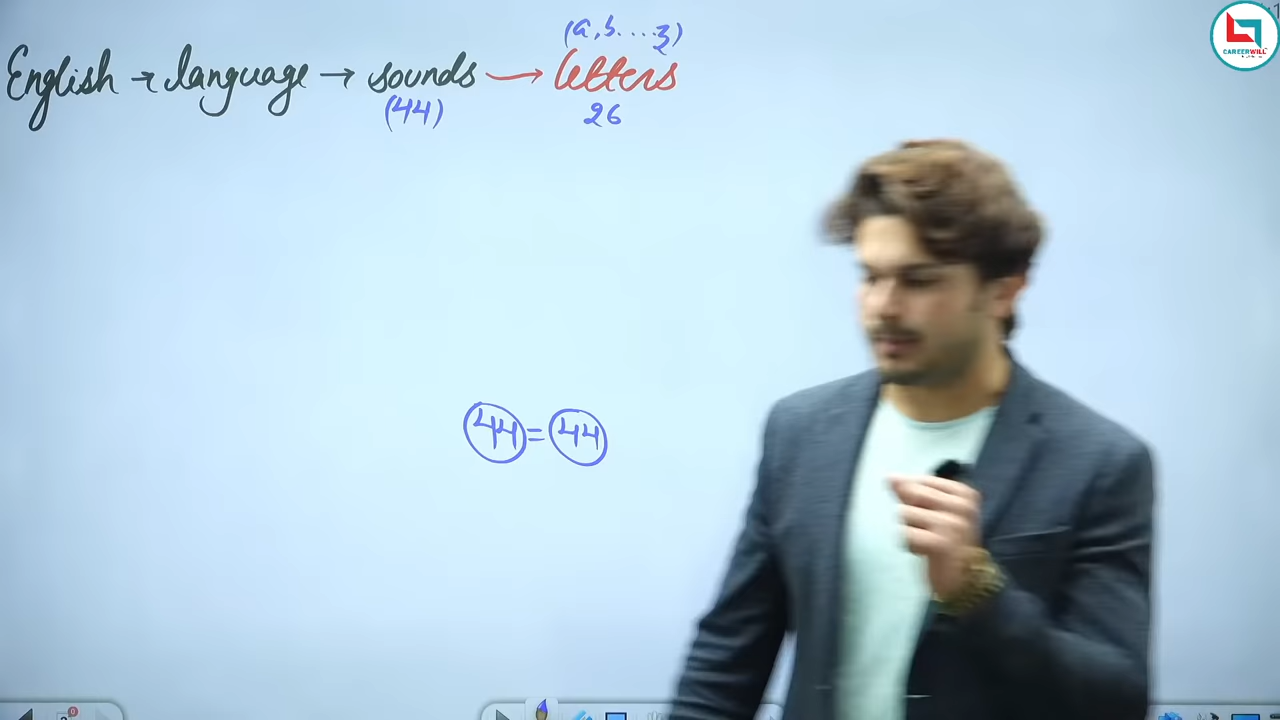 (a, b....z)
English → language → sounds → letters
(44) 26
44 = 44
CAREERWILL